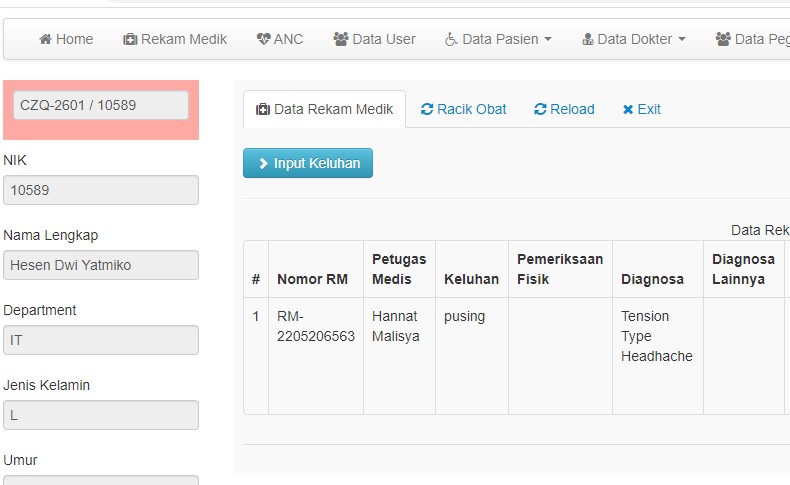 Home Rekam Medik ANC Data User Data Pasien Data Dokter Data Peg
CZQ-2601 / 10589
NIK
10589
Nama Lengkap
Hesen Dwi Yatmiko
Department
IT
Jenis Kelamin
L
Umur
Data Rekam Medik Racik Obat Reload Exit
Input Keluhan
Data Rek
# Nomor RM Petugas Medis Keluhan Pemeriksaan Fisik Diagnosa Diagnosa Lainnya
1 RM-2205206563 Hannat Malisya pusing Tension Type Headhache